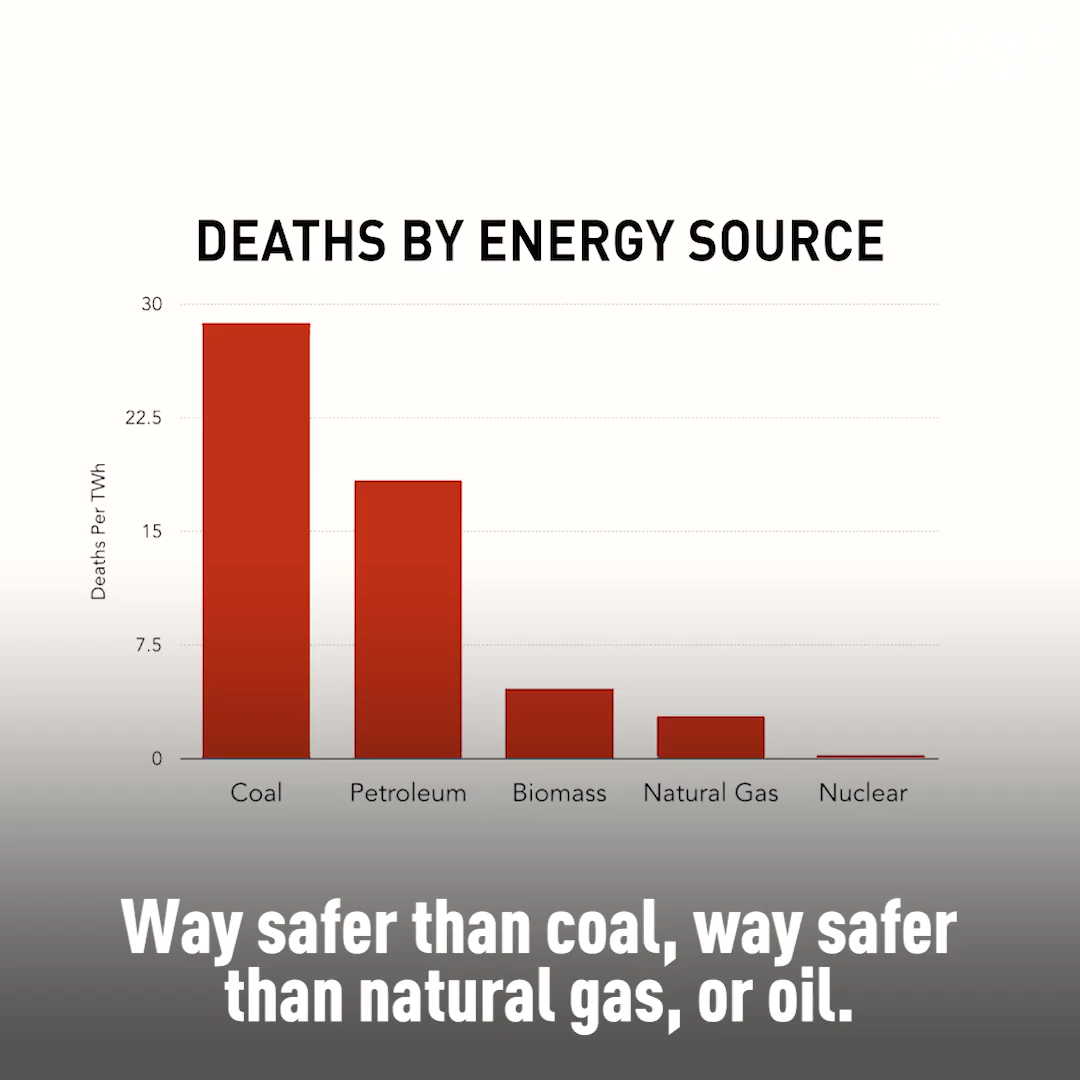 DEATHS BY ENERGY SOURCE
30
22.5
15
7.5
0
Deaths Per TWh
Coal
Petroleum
Biomass
Natural Gas
Nuclear
Way safer than coal, way safer
than natural gas, or oil.